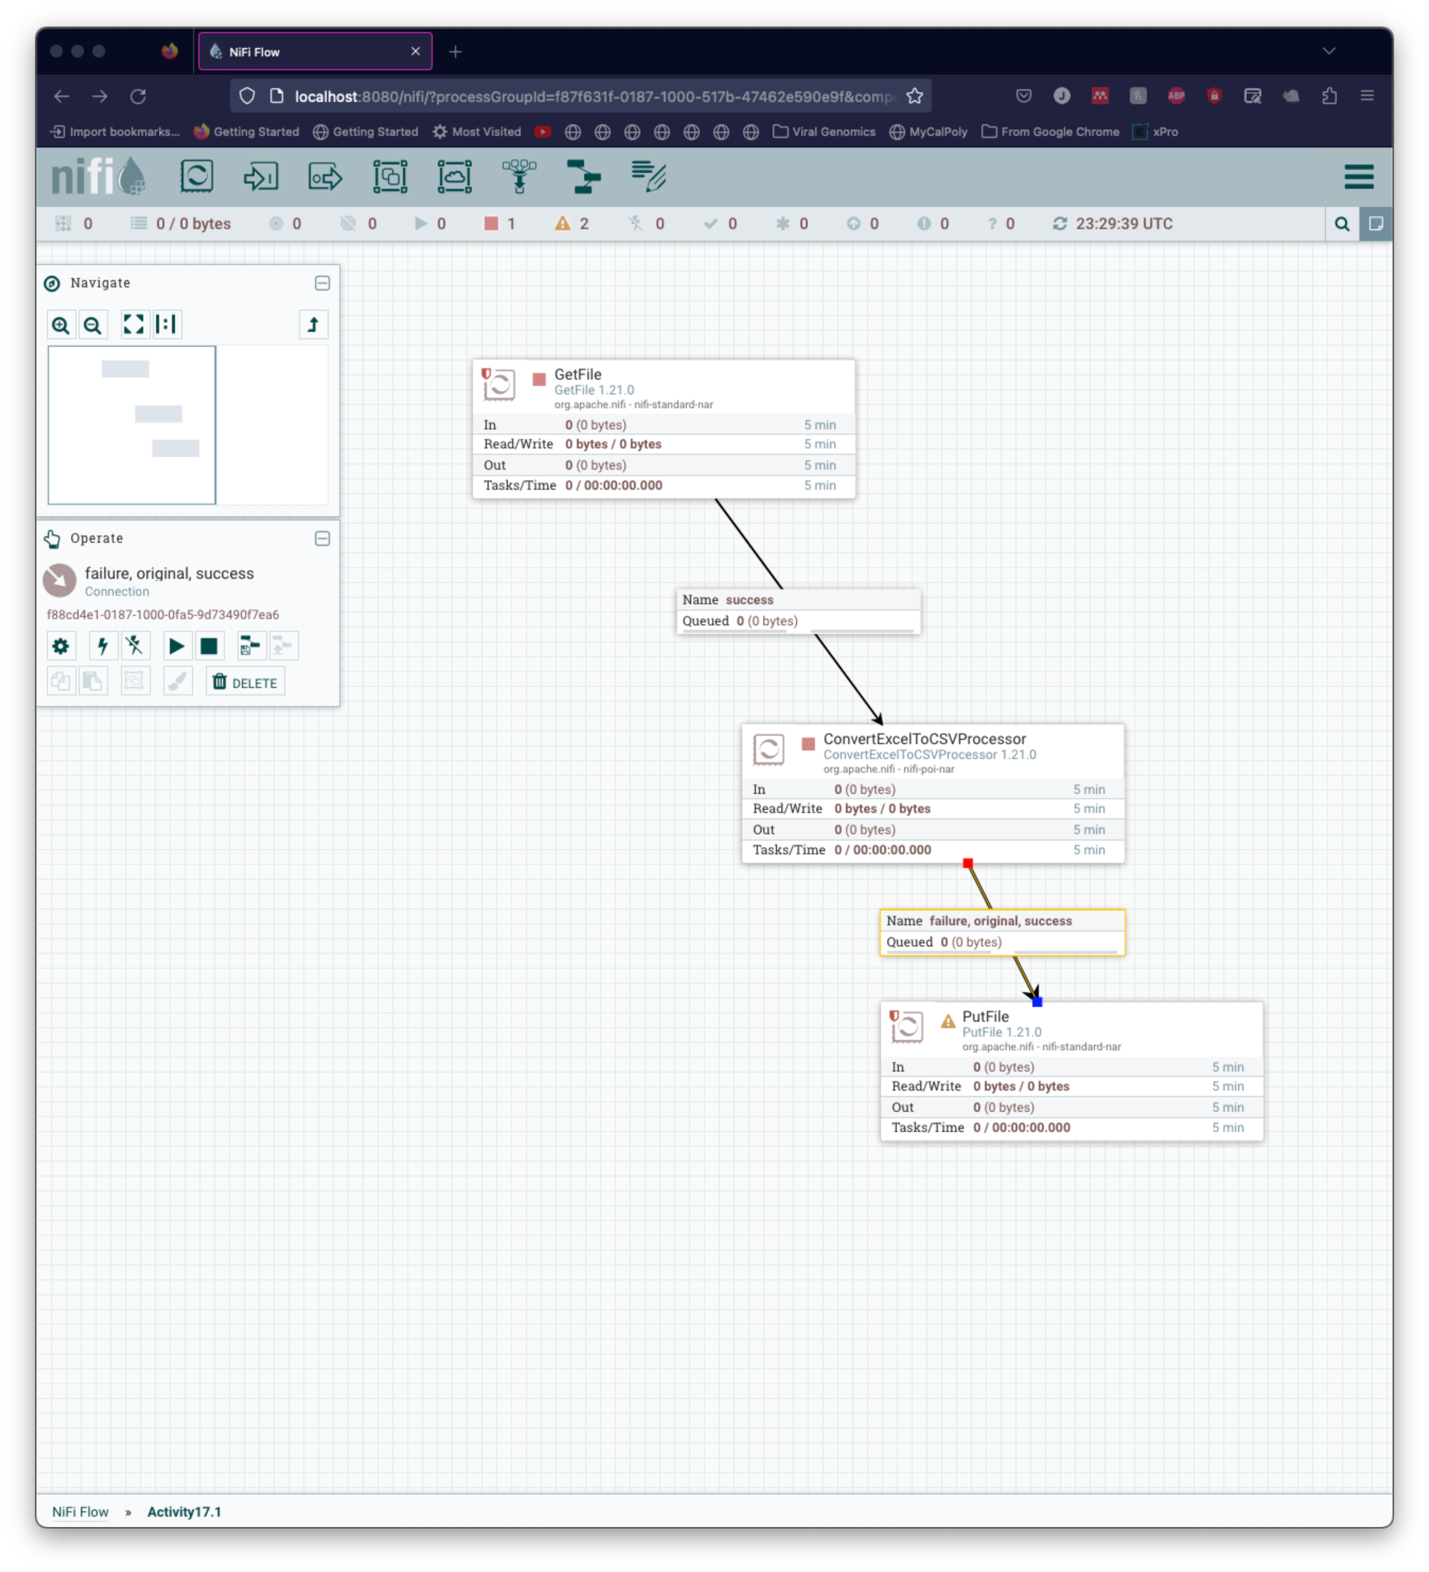 NiFi Flow
localhost:8080/nifi/?processGroupId=f87f631f-0187-1000-517b-47462e590e9f&comp
Import bookmarks... Getting Started Getting Started Most Visited Viral Genomics MyCalPoly From Google Chrome xPro
nifi
0 0 / 0 bytes 0 0 0 1 2 0 0 0 0 0 ? 0 23:29:39 UTC
Navigate
GetFile
GetFile 1.21.0
org.apache.nifi - nifi-standard-nar
In 0 (0 bytes) 5 min
Read/Write 0 bytes / 0 bytes 5 min
Out 0 (0 bytes) 5 min
Tasks/Time 0 / 00:00:00.000 5 min
Operate
failure, original, success
Connection
f88cd4e1-0187-1000-0fa5-9d73490f7ea6
DELETE
Name success
Queued 0 (0 bytes)
ConvertExcelToCSVProcessor
ConvertExcelToCSVProcessor 1.21.0
org.apache.nifi - nifi-poi-nar
In 0 (0 bytes) 5 min
Read/Write 0 bytes / 0 bytes 5 min
Out 0 (0 bytes) 5 min
Tasks/Time 0 / 00:00:00.000 5 min
Name failure, original, success
Queued 0 (0 bytes)
PutFile
PutFile 1.21.0
org.apache.nifi - nifi-standard-nar
In 0 (0 bytes) 5 min
Read/Write 0 bytes / 0 bytes 5 min
Out 0 (0 bytes) 5 min
Tasks/Time 0 / 00:00:00.000 5 min
NiFi Flow » Activity17.1